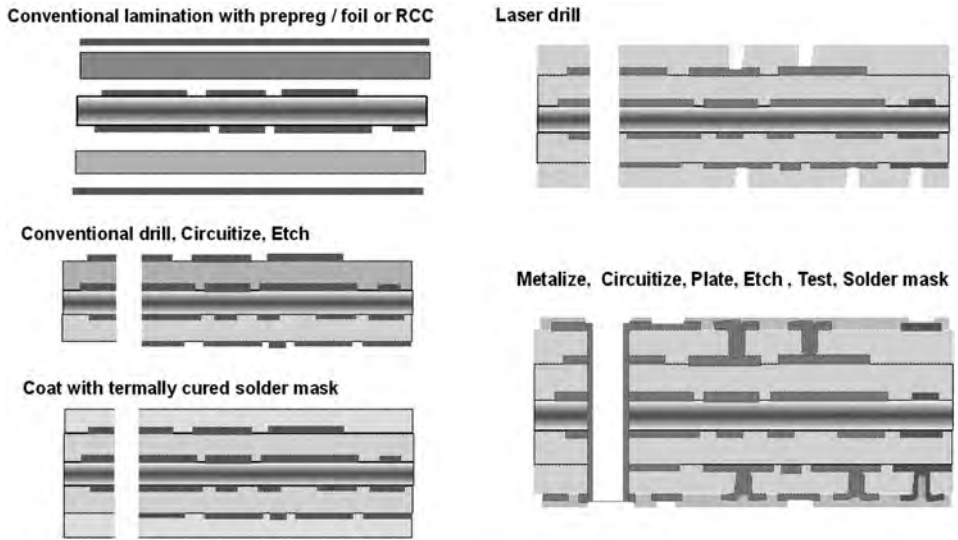 Conventional lamination with prepreg / foil or RCC
Conventional drill, Circuitize, Etch
Coat with termally cured solder mask
Laser drill
Metalize, Circuitize, Plate, Etch , Test, Solder mask